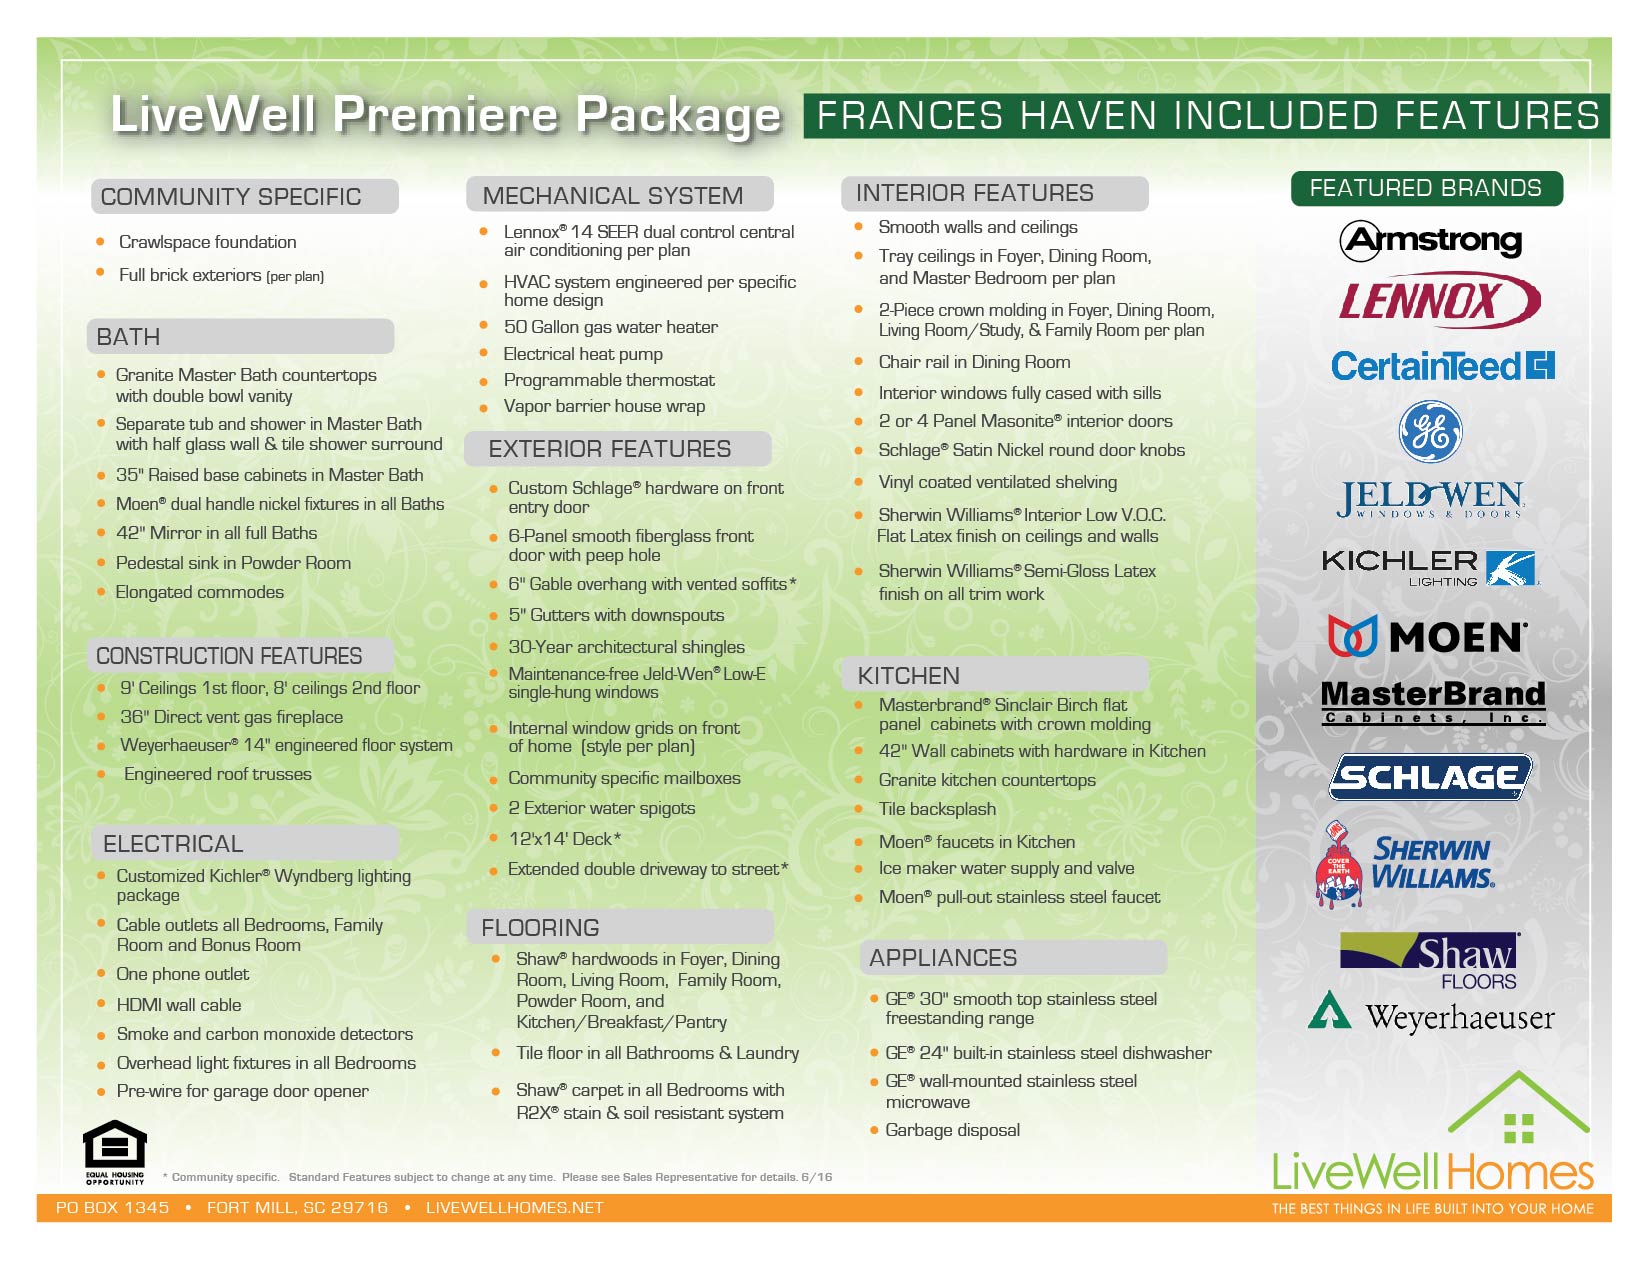 LiveWell Premiere Package
FRANCES HAVEN INCLUDED FEATURES
COMMUNITY SPECIFIC
• Crawlspace foundation
• Full brick exteriors (per plan)
BATH
• Granite Master Bath countertops
with double bowl vanity
• Separate tub and shower in Master Bath
with half glass wall & tile shower surround
• 35" Raised base cabinets in Master Bath
• Moen® dual handle nickel fixtures in all Baths
• 42" Mirror in all full Baths
• Pedestal sink in Powder Room
• Elongated commodes
CONSTRUCTION FEATURES
• 9' Ceilings 1st floor, 8' ceilings 2nd floor
• 36" Direct vent gas fireplace
• Weyerhaeuser® 14" engineered floor system
• Engineered roof trusses
ELECTRICAL
• Customized Kichler® Wyndberg lighting
package
• Cable outlets all Bedrooms, Family
Room and Bonus Room
• One phone outlet
• HDMI wall cable
• Smoke and carbon monoxide detectors
• Overhead light fixtures in all Bedrooms
• Pre-wire for garage door opener
MECHANICAL SYSTEM
• Lennox® 14 SEER dual control central
air conditioning per plan
• HVAC system engineered per specific
home design
• 50 Gallon gas water heater
• Electrical heat pump
• Programmable thermostat
• Vapor barrier house wrap
EXTERIOR FEATURES
• Custom Schlage® hardware on front
entry door
• 6-Panel smooth fiberglass front
door with peep hole
• 6" Gable overhang with vented soffits*
• 5" Gutters with downspouts
• 30-Year architectural shingles
• Maintenance-free Jeld-Wen® Low-E
single-hung windows
• Internal window grids on front
of home (style per plan)
• Community specific mailboxes
• 2 Exterior water spigots
• 12'x14' Deck*
• Extended double driveway to street*
FLOORING
• Shaw® hardwoods in Foyer, Dining
Room, Living Room, Family Room,
Powder Room, and
Kitchen/Breakfast/Pantry
• Tile floor in all Bathrooms & Laundry
• Shaw® carpet in all Bedrooms with
R2X® stain & soil resistant system
INTERIOR FEATURES
• Smooth walls and ceilings
• Tray ceilings in Foyer, Dining Room,
and Master Bedroom per plan
• 2-Piece crown molding in Foyer, Dining Room,
Living Room/Study, & Family Room per plan
• Chair rail in Dining Room
• Interior windows fully cased with sills
• 2 or 4 Panel Masonite® interior doors
• Schlage® Satin Nickel round door knobs
• Vinyl coated ventilated shelving
• Sherwin Williams® Interior Low V.O.C.
Flat Latex finish on ceilings and walls
• Sherwin Williams® Semi-Gloss Latex
finish on all trim work
KITCHEN
• Masterbrand® Sinclair Birch flat
panel cabinets with crown molding
• 42" Wall cabinets with hardware in Kitchen
• Granite kitchen countertops
• Tile backsplash
• Moen® faucets in Kitchen
• Ice maker water supply and valve
• Moen® pull-out stainless steel faucet
APPLIANCES
• GE® 30" smooth top stainless steel
freestanding range
• GE® 24" built-in stainless steel dishwasher
• GE® wall-mounted stainless steel
microwave
• Garbage disposal
FEATURED BRANDS
Armstrong
LENNOX
CertainTeed
GE
JELD-WEN
WINDOWS & DOORS
KICHLER
LIGHTING
MOEN®
MasterBrand
Cabinets, Inc.
SCHLAGE
COVER
THE
EARTH
SHERWIN
WILLIAMS®
Shaw
FLOORS
Weyerhaeuser
LiveWell Homes
EQUAL HOUSING
OPPORTUNITY
* Community specific. Standard Features subject to change at any time. Please see Sales Representative for details. 6/16
PO BOX 1345 • FORT MILL, SC 29716 • LIVEWELLHOMES.NET
THE BEST THINGS IN LIFE BUILT INTO YOUR HOME